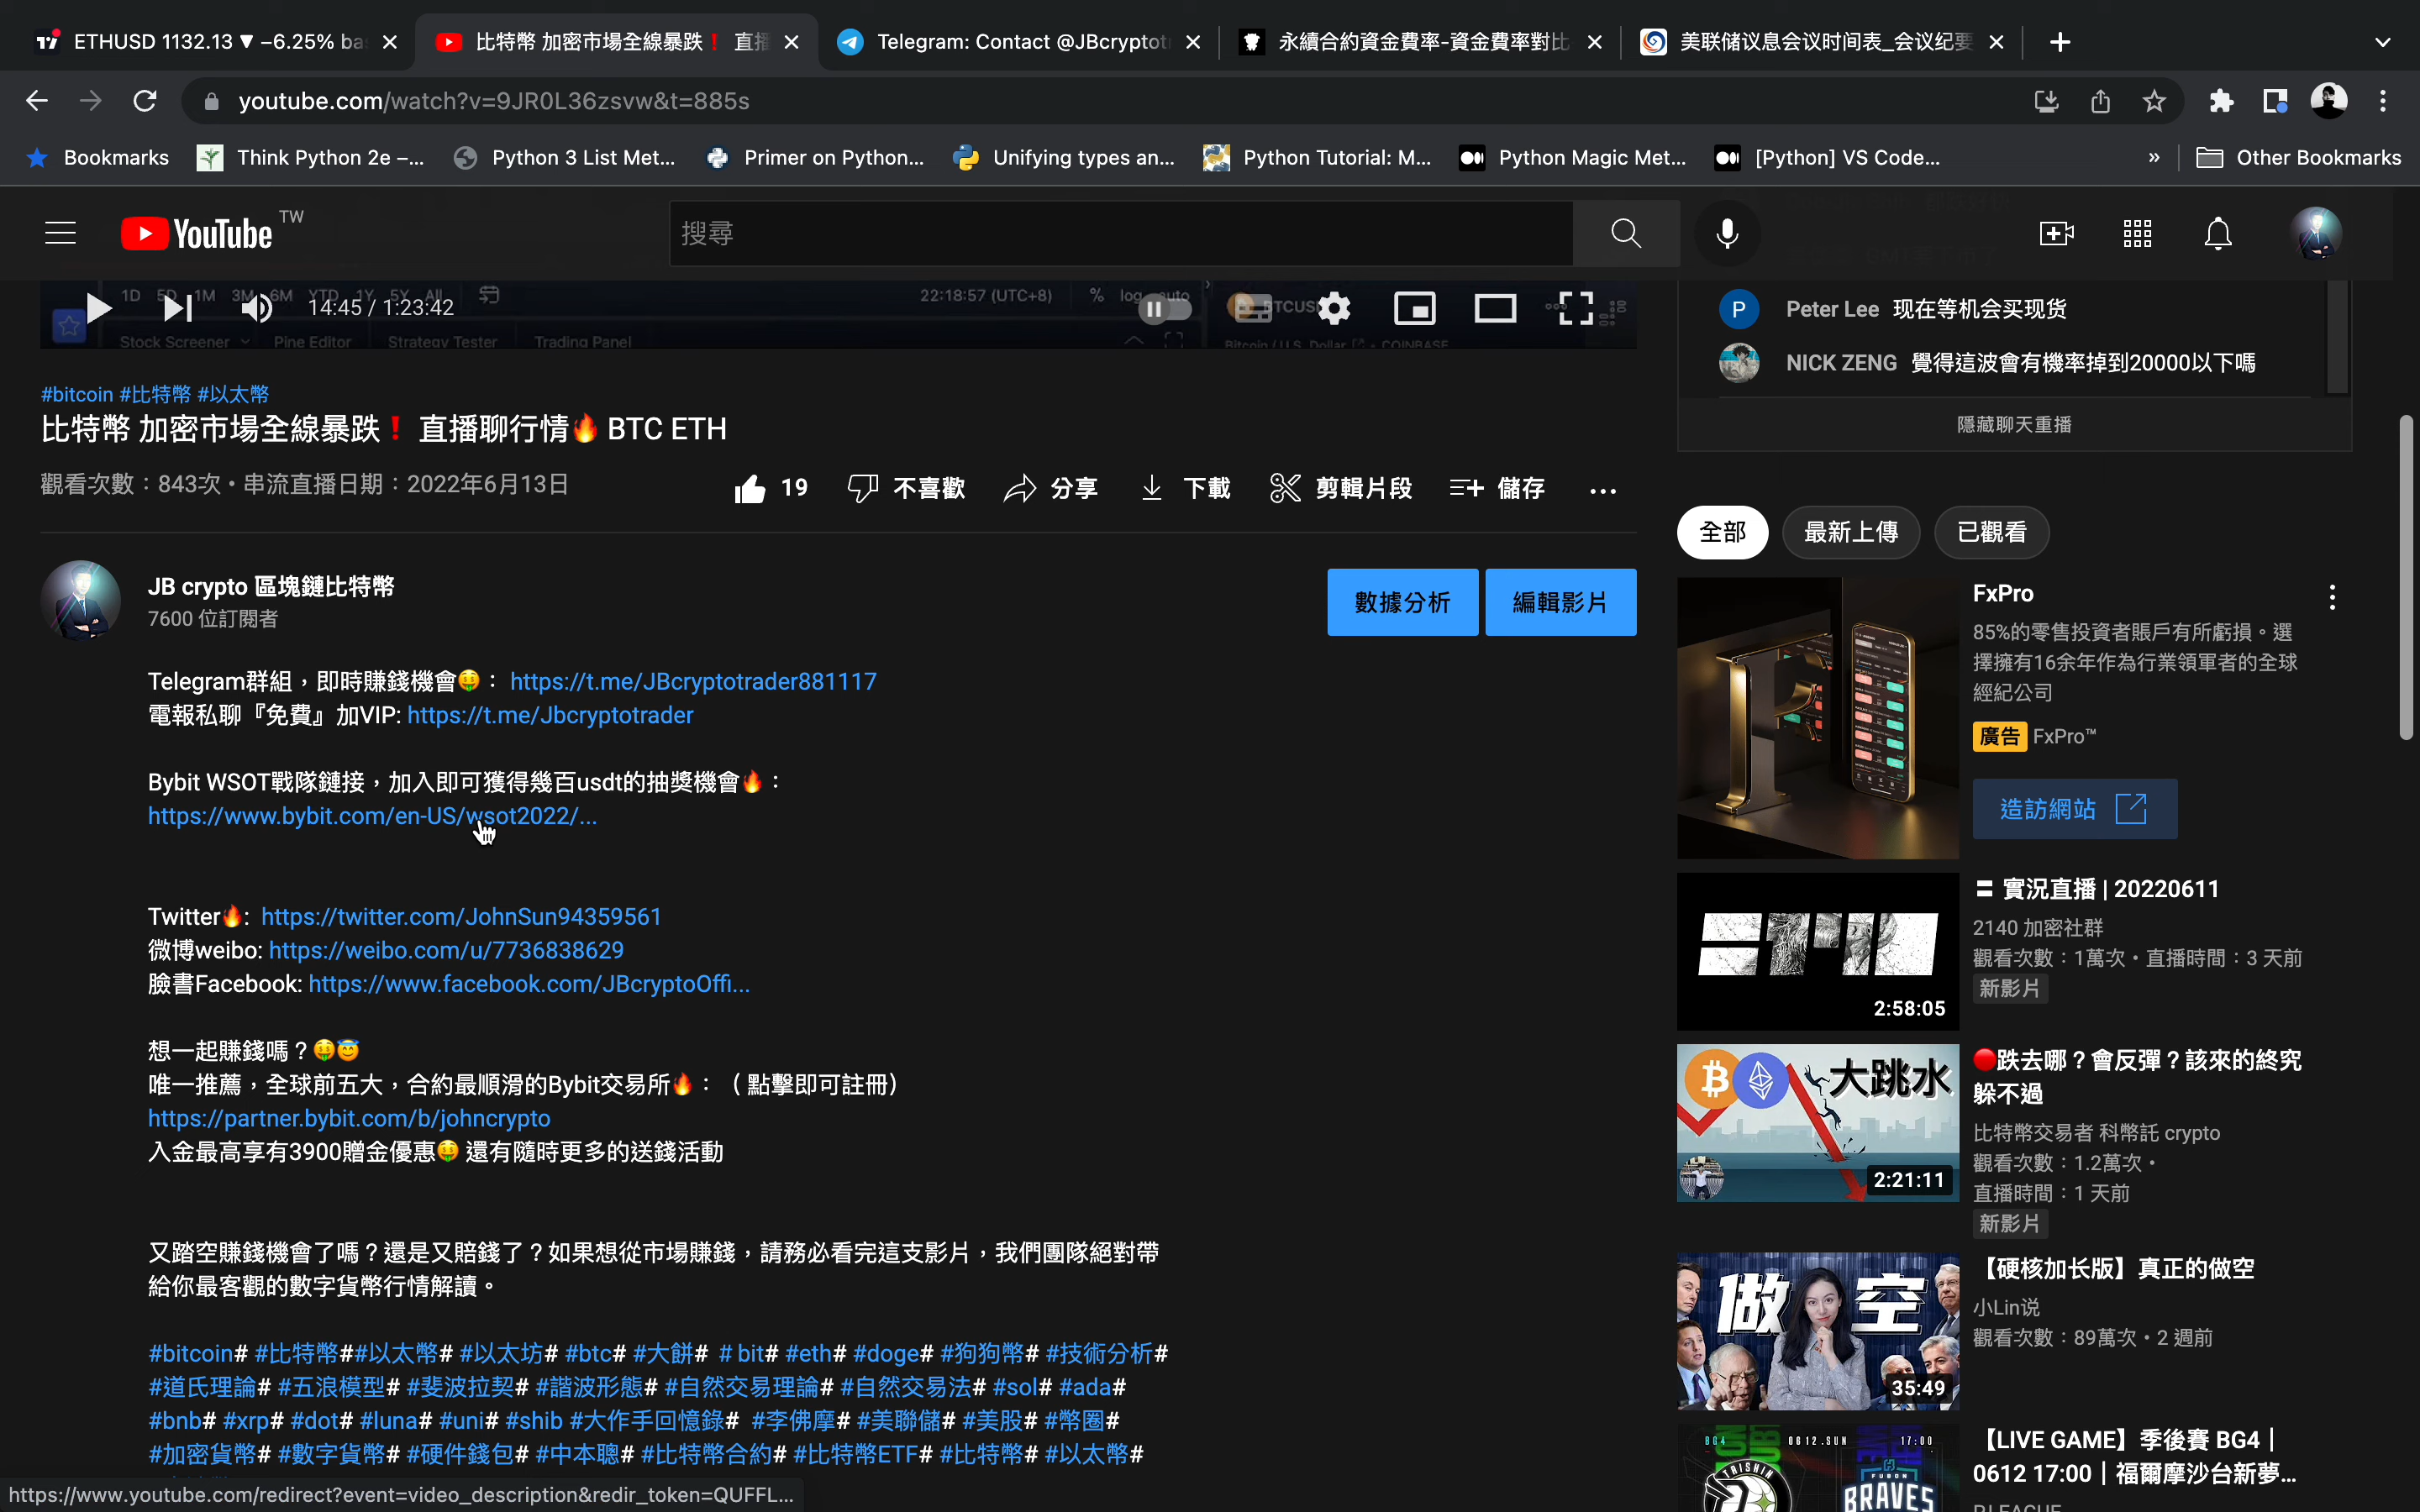 ETHUSD 1132.13 ▼ −6.25%
比特幣 加密市場全線暴跌❗ 直播
Telegram: Contact @JBcryptot
永續合約資金費率-資金費率對比
美联储议息会议时间表_会议纪要
youtube.com/watch?v=9JR0L36zsvw&t=885s
Bookmarks
Think Python 2e –...
Python 3 List Met...
Primer on Python...
Unifying types an...
Python Tutorial: M...
Python Magic Met...
[Python] VS Code...
»
Other Bookmarks
YouTube TW
搜尋
1D 5D 1M 3M 6M YTD 1Y 5Y All
22:18:57 (UTC+8) % log auto
14:45 / 1:23:42
Stock Screener Pine Editor Strategy Tester Trading Panel
Bitcoin / U.S. Dollar COINBASE
P Peter Lee 现在等机会买现货
NICK ZENG 覺得這波會有機率掉到20000以下嗎
隱藏聊天重播
#bitcoin #比特幣 #以太幣
比特幣 加密市場全線暴跌❗ 直播聊行情🔥 BTC ETH
觀看次數：843次 • 串流直播日期：2022年6月13日
19 不喜歡 分享 下載 剪輯片段 儲存 ...
JB crypto 區塊鏈比特幣
7600 位訂閱者
數據分析 編輯影片
Telegram群組，即時賺錢機會🤑： https://t.me/JBcryptotrader881117
電報私聊『免費』加VIP: https://t.me/Jbcryptotrader
Bybit WSOT戰隊鏈接，加入即可獲得幾百usdt的抽獎機會🔥：
https://www.bybit.com/en-US/wsot2022/...
Twitter🔥: https://twitter.com/JohnSun94359561
微博weibo: https://weibo.com/u/7736838629
臉書Facebook: https://www.facebook.com/JBcryptoOffi...
想一起賺錢嗎？🤑😇
唯一推薦，全球前五大，合約最順滑的Bybit交易所🔥：（ 點擊即可註冊）
https://partner.bybit.com/b/johncrypto
入金最高享有3900贈金優惠🤑 還有隨時更多的送錢活動
又踏空賺錢機會了嗎？還是又賠錢了？如果想從市場賺錢，請務必看完這支影片，我們團隊絕對帶
給你最客觀的數字貨幣行情解讀。
#bitcoin# #比特幣##以太幣# #以太坊# #btc# #大餅# # bit# #eth# #doge# #狗狗幣# #技術分析#
#道氏理論# #五浪模型# #斐波拉契# #諧波形態# #自然交易理論# #自然交易法# #sol# #ada#
#bnb# #xrp# #dot# #luna# #uni# #shib #大作手回憶錄# #李佛摩# #美聯儲# #美股# #幣圈#
#加密貨幣# #數字貨幣# #硬件錢包# #中本聰# #比特幣合約# #比特幣ETF# #比特幣# #以太幣#
https://www.youtube.com/redirect?event=video_description&redir_token=QUFFL...
全部 最新上傳 已觀看
FxPro
85%的零售投資者賬戶有所虧損。選
擇擁有16余年作為行業領軍者的全球
經紀公司
廣告 FxPro™
造訪網站
〓 實況直播 | 20220611
2140 加密社群
觀看次數：1萬次 • 直播時間：3 天前
新影片
2:58:05
大跳水
2:21:11
🔴跌去哪？會反彈？該來的終究
躲不過
比特幣交易者 科幣託 crypto
觀看次數：1.2萬次 •
直播時間：1 天前
新影片
做空
35:49
【硬核加长版】真正的做空
小Lin说
觀看次數：89萬次 • 2 週前
BG4 0612.SUN 17:00
TAISHIN
FUBON
BRAVES
【LIVE GAME】季後賽 BG4｜
0612 17:00｜福爾摩沙台新夢...